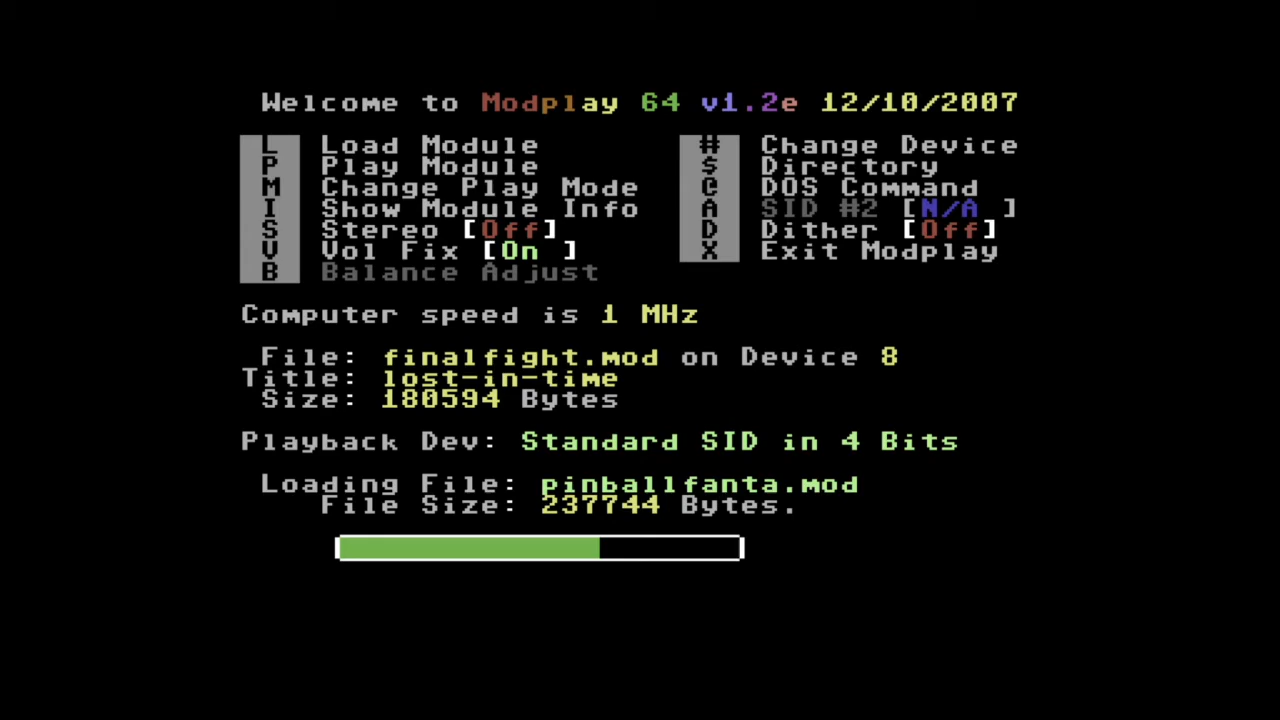 Welcome to Modplay 64 v1.2e 12/10/2007
L Load Module # Change Device
P Play Module $ Directory
M Change Play Mode @ DOS Command
I Show Module Info A SID #2 [N/A ]
S Stereo [Off] D Dither [Off]
V Vol Fix [On ] X Exit Modplay
B Balance Adjust
Computer speed is 1 MHz
File: finalfight.mod on Device 8
Title: lost-in-time
Size: 180594 Bytes
Playback Dev: Standard SID in 4 Bits
Loading File: pinballfanta.mod
File Size: 237744 Bytes.